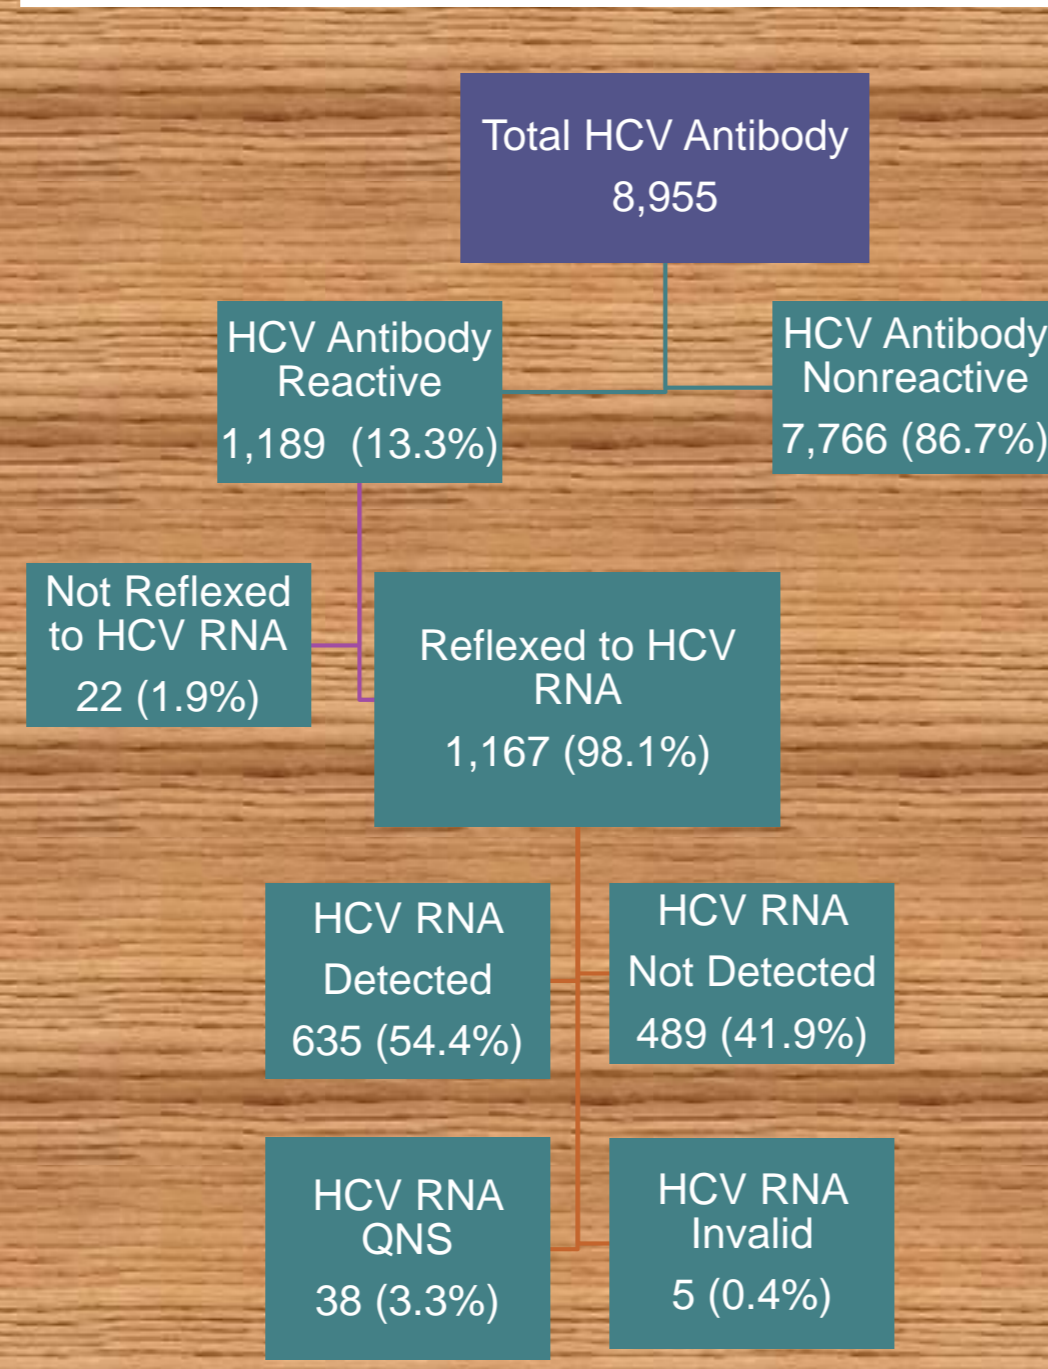 Total HCV Antibody
8,955
HCV Antibody
Reactive
1,189 (13.3%)
HCV Antibody
Nonreactive
7,766 (86.7%)
Not Reflexed
to HCV RNA
22 (1.9%)
Reflexed to HCV
RNA
1,167 (98.1%)
HCV RNA
Detected
635 (54.4%)
HCV RNA
Not Detected
489 (41.9%)
HCV RNA
QNS
38 (3.3%)
HCV RNA
Invalid
5 (0.4%)